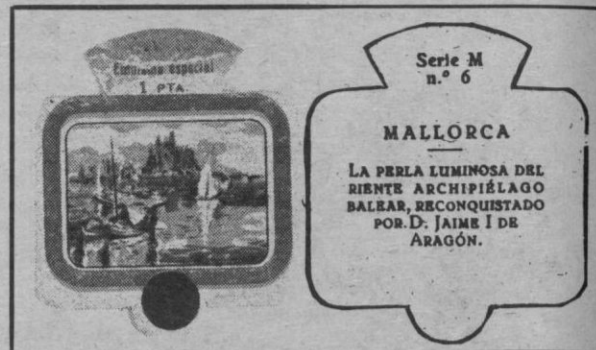 Emisión especial
1 PTA.
Serie M
n.º 6
MALLORCA
LA PERLA LUMINOSA DEL
RIENTE ARCHIPIÉLAGO
BALEAR, RECONQUISTADO
POR D. JAIME I DE
ARAGÓN.